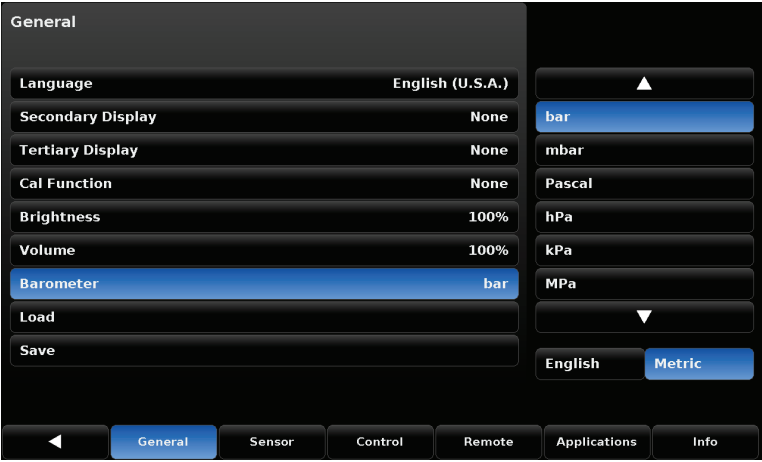 General
Language English (U.S.A.)
Secondary Display None
Tertiary Display None
Cal Function None
Brightness 100%
Volume 100%
Barometer bar
Load
Save
bar
mbar
Pascal
hPa
kPa
MPa
English Metric
General Sensor Control Remote Applications Info